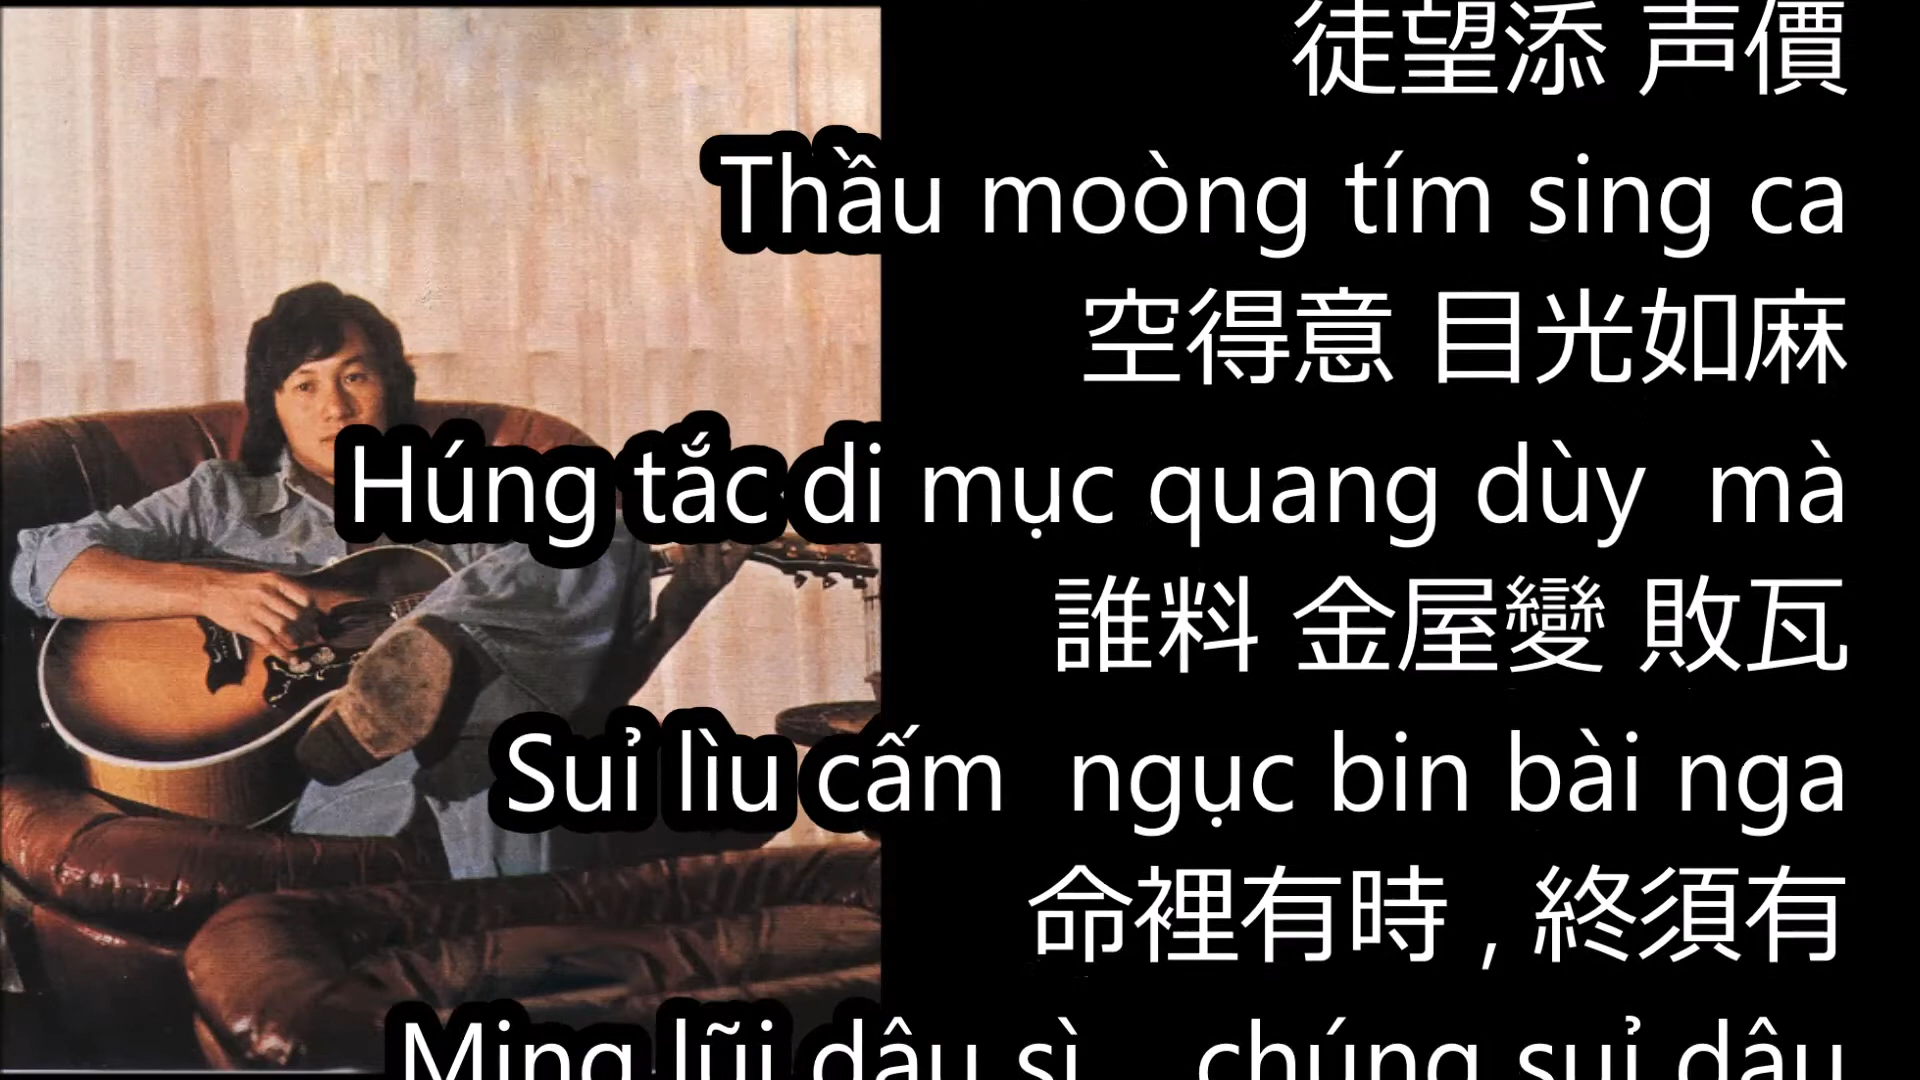 徒望添 声價
Thầu moòng tím sing ca
空得意 目光如麻
Húng tắc di mục quang dùy  mà
誰料 金屋變 敗瓦
Suỉ lìu cấm  ngục bin bài nga
命裡有時 , 終須有
Ming lũi dâu sì    chúng suỉ dâu